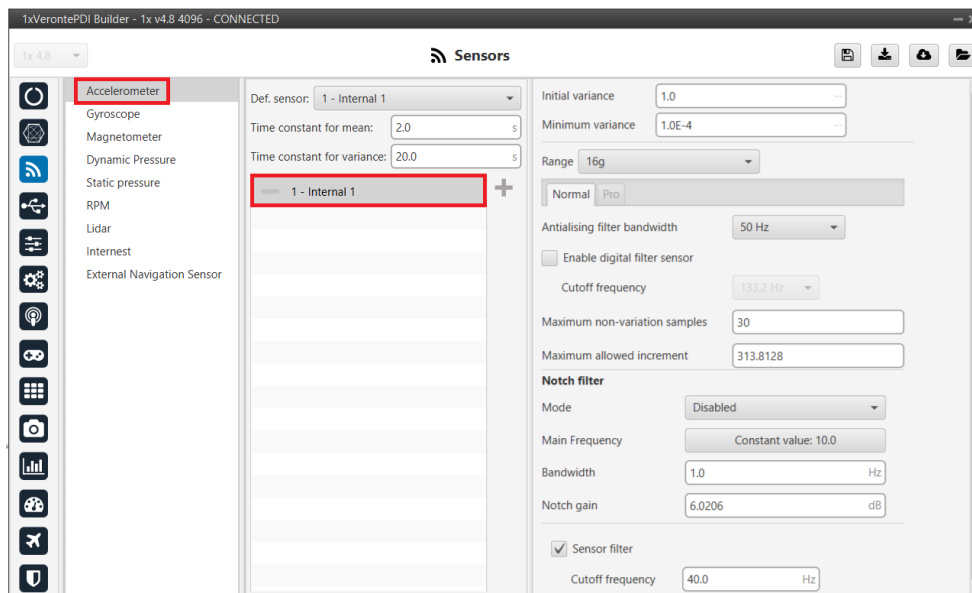 1xVerontePDI Builder - 1x v4.8 4096 - CONNECTED
1x 4.8
Sensors
Accelerometer
Gyroscope
Magnetometer
Dynamic Pressure
Static pressure
RPM
Lidar
Internest
External Navigation Sensor
Def. sensor: 1 - Internal 1
Time constant for mean: 2.0 s
Time constant for variance: 20.0 s
1 - Internal 1
Initial variance 1.0
Minimum variance 1.0E-4
Range 16g
Normal Pro
Antialising filter bandwidth 50 Hz
Enable digital filter sensor
Cutoff frequency 133.2 Hz
Maximum non-variation samples 30
Maximum allowed increment 313.8128
Notch filter
Mode Disabled
Main Frequency Constant value: 10.0
Bandwidth 1.0 Hz
Notch gain 6.0206 dB
Sensor filter
Cutoff frequency 40.0 Hz